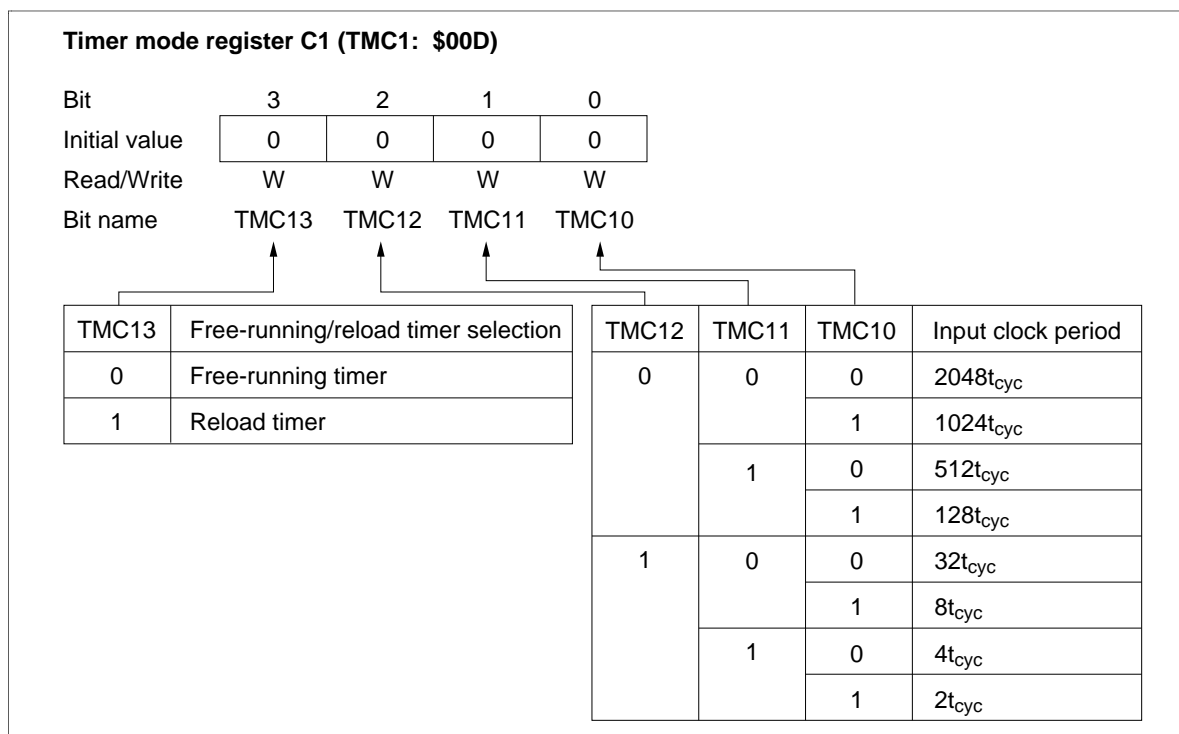 Timer mode register C1 (TMC1: $00D)
Bit 3 2 1 0
Initial value 0 0 0 0
Read/Write W W W W
Bit name TMC13 TMC12 TMC11 TMC10
TMC13 Free-running/reload timer selection
0 Free-running timer
1 Reload timer
TMC12 TMC11 TMC10 Input clock period
0 0 0 2048tcyc
1 1024tcyc
1 0 512tcyc
1 128tcyc
1 0 0 32tcyc
1 8tcyc
1 0 4tcyc
1 2tcyc